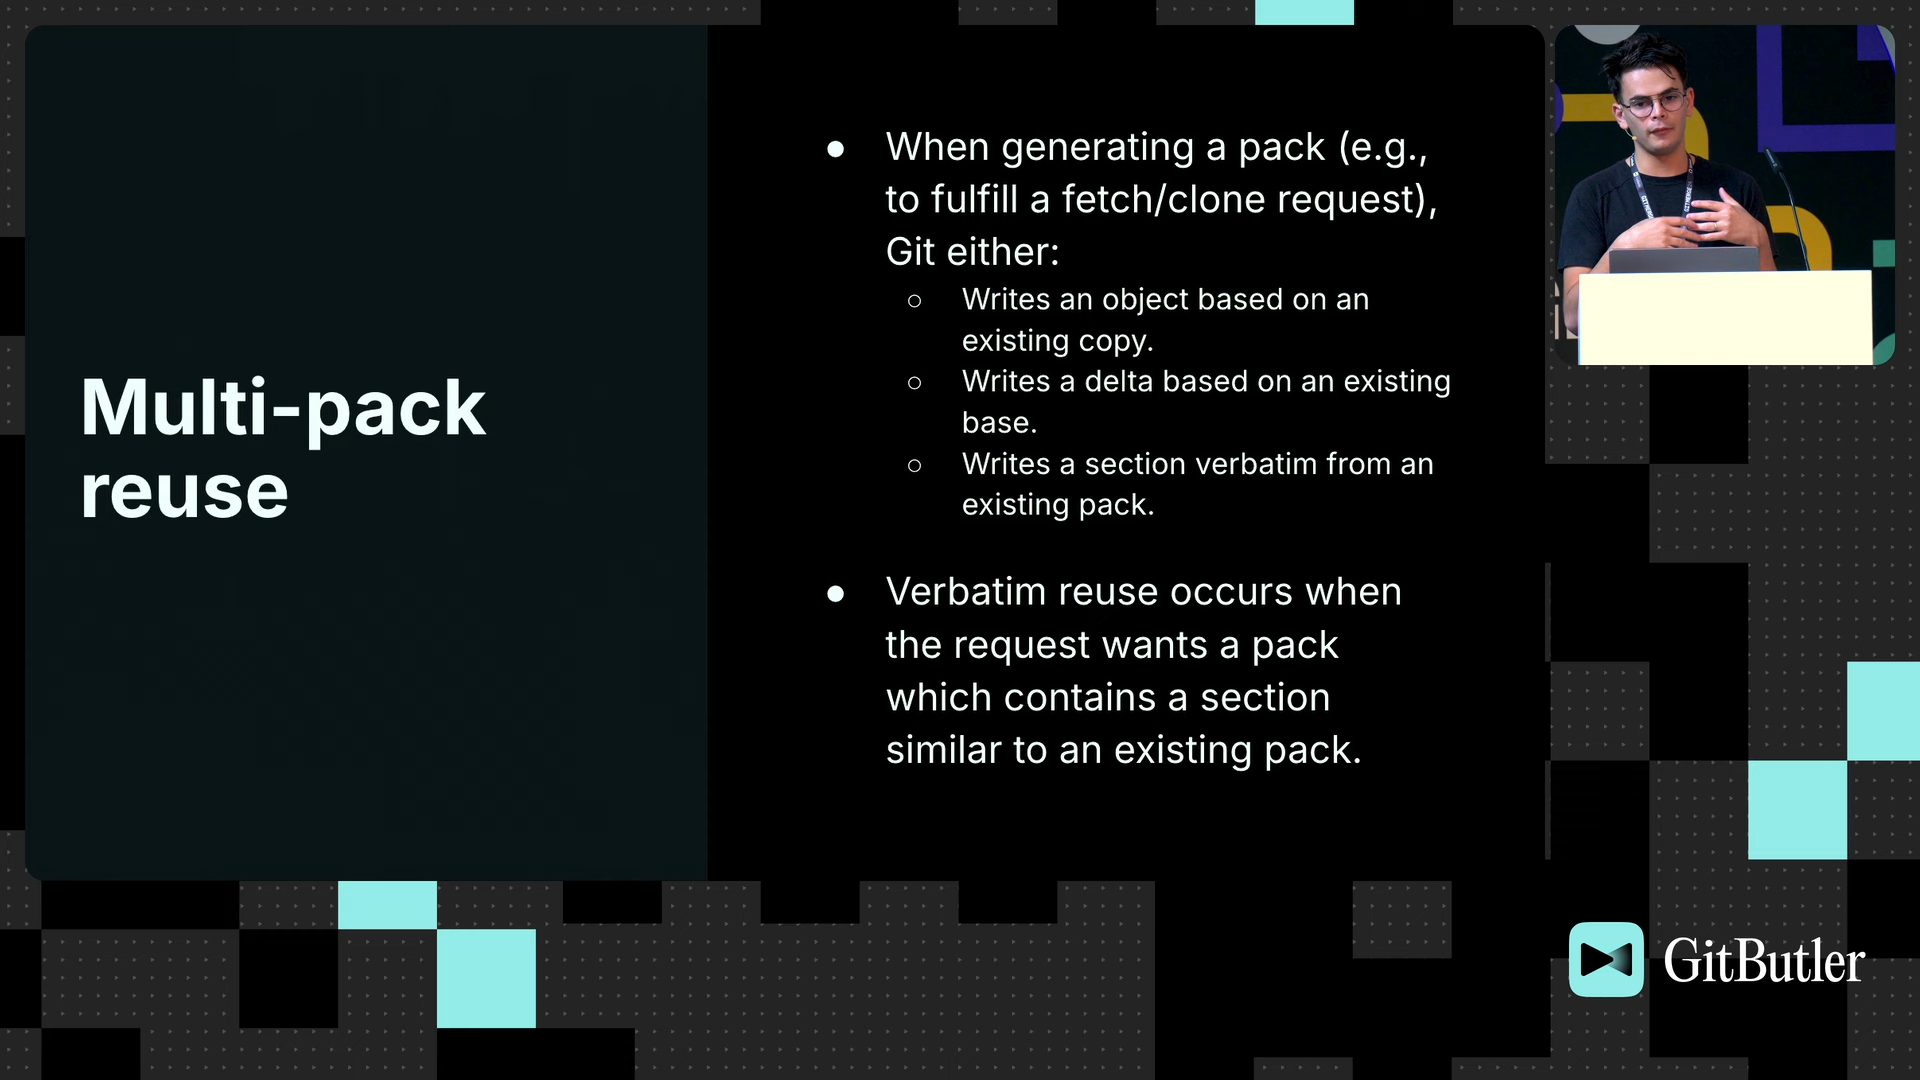 Multi-pack
reuse
● When generating a pack (e.g.,
to fulfill a fetch/clone request),
Git either:
○ Writes an object based on an
existing copy.
○ Writes a delta based on an existing
base.
○ Writes a section verbatim from an
existing pack.
● Verbatim reuse occurs when
the request wants a pack
which contains a section
similar to an existing pack.
GitButler